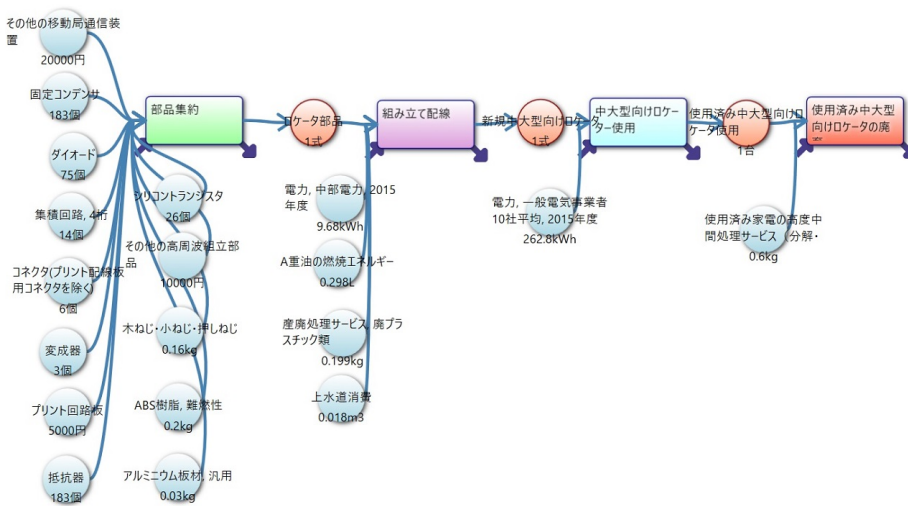 その他の移動局通信装
置
20000円
固定コンデンサ
183個
ダイオード
75個
集積回路, 4桁
14個
コネクタ(プリント配線板
用コネクタを除く)
6個
変成器
3個
プリント回路板
5000円
抵抗器
183個
シリコントランジスタ
26個
その他の高周波組立部
品
10000円
木ねじ・小ねじ・押しねじ
0.16kg
ABS樹脂, 難燃性
0.2kg
アルミニウム板材, 汎用
0.03kg
部品集約
ロケータ部品
1式
組み立て配線
電力, 中部電力, 2015
年度
9.68kWh
A重油の燃焼エネルギー
0.298L
産廃処理サービス, 廃プラ
スチック類
0.199kg
上水道消費
0.018m3
新規中大型向けロケータ
1式
中大型向けロケー
ター使用
電力, 一般電気事業者
10社平均, 2015年度
262.8kWh
使用済み中大型向けロ
ケータ使用
1台
使用済み中大型
向けロケータの廃
使用済み家電の高度中
間処理サービス（分解・
0.6kg